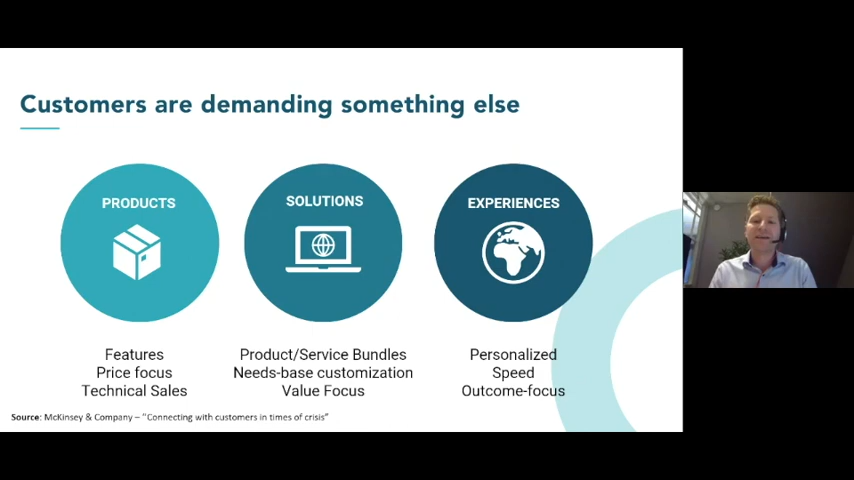 Customers are demanding something else
PRODUCTS
SOLUTIONS
EXPERIENCES
Features
Price focus
Technical Sales
Product/Service Bundles
Needs-base customization
Value Focus
Personalized
Speed
Outcome-focus
Source: McKinsey & Company – "Connecting with customers in times of crisis"